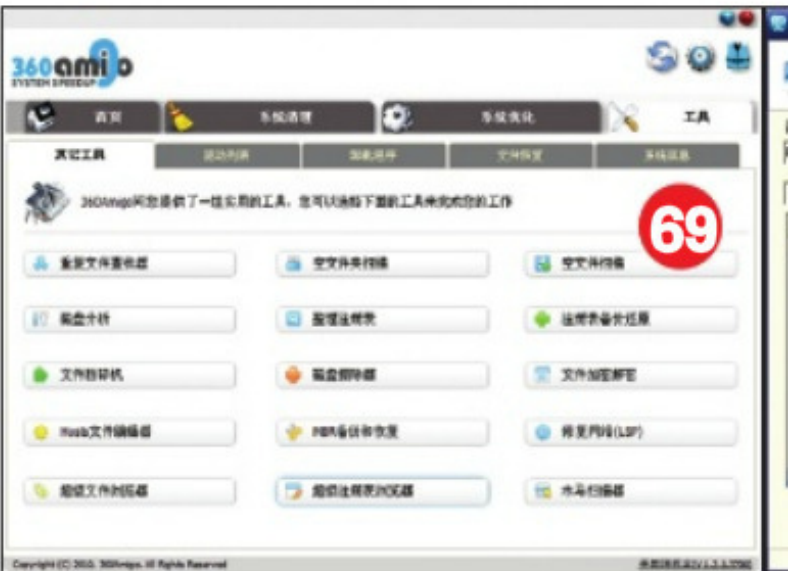 360amigo
SYSTEM SPEEDUP
首页 系统清理 系统优化 工具
其它工具 启动列表 卸载程序 文件恢复 系统信息
360Amigo向您提供了一组实用的工具，您可以选择下面的工具来完成您的工作
69
重复文件查找器 空文件夹扫描 空文件扫描
磁盘分析 整理注册表 注册表备份还原
文件粉碎机 磁盘擦除器 文件加密解密
Hosts文件编辑器 MBR备份和恢复 修复网络(LSP)
超级文件浏览器 超级注册表浏览器 木马扫描器
Copyright (C) 2010. 360Amigo. All Rights Reserved